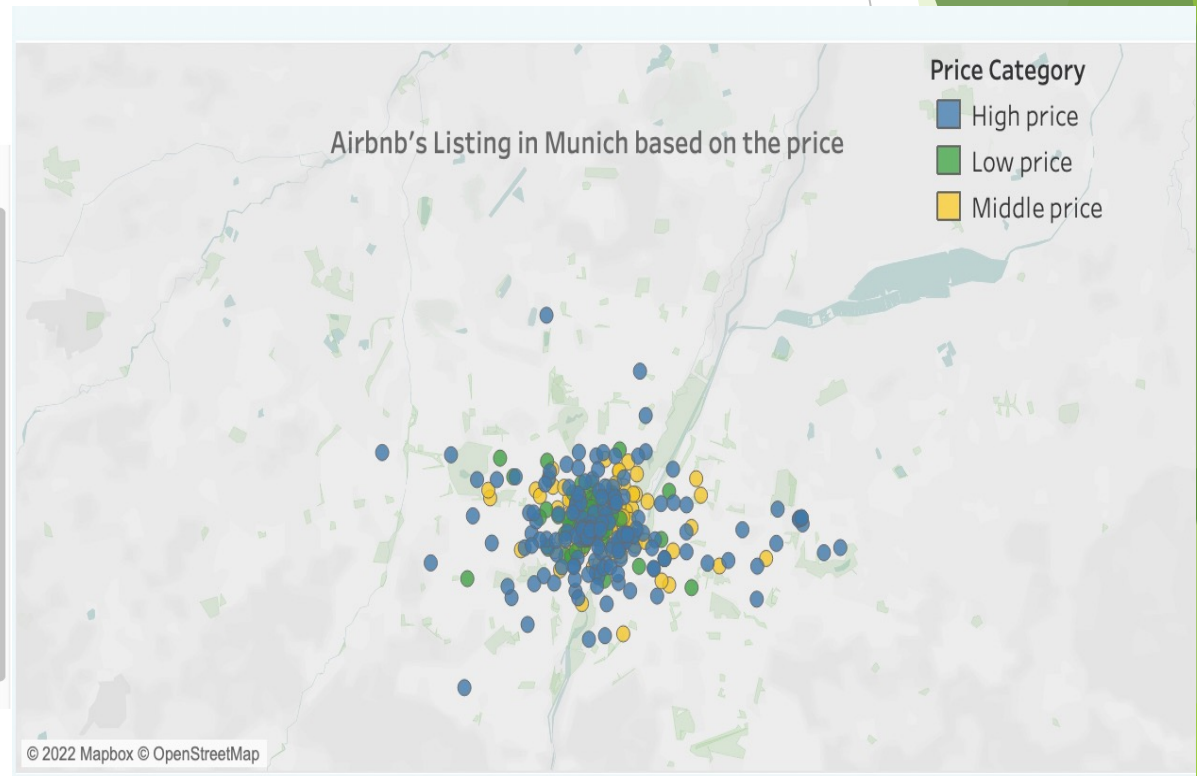 Price Category
High price
Low price
Middle price
Airbnb's Listing in Munich based on the price
© 2022 Mapbox © OpenStreetMap